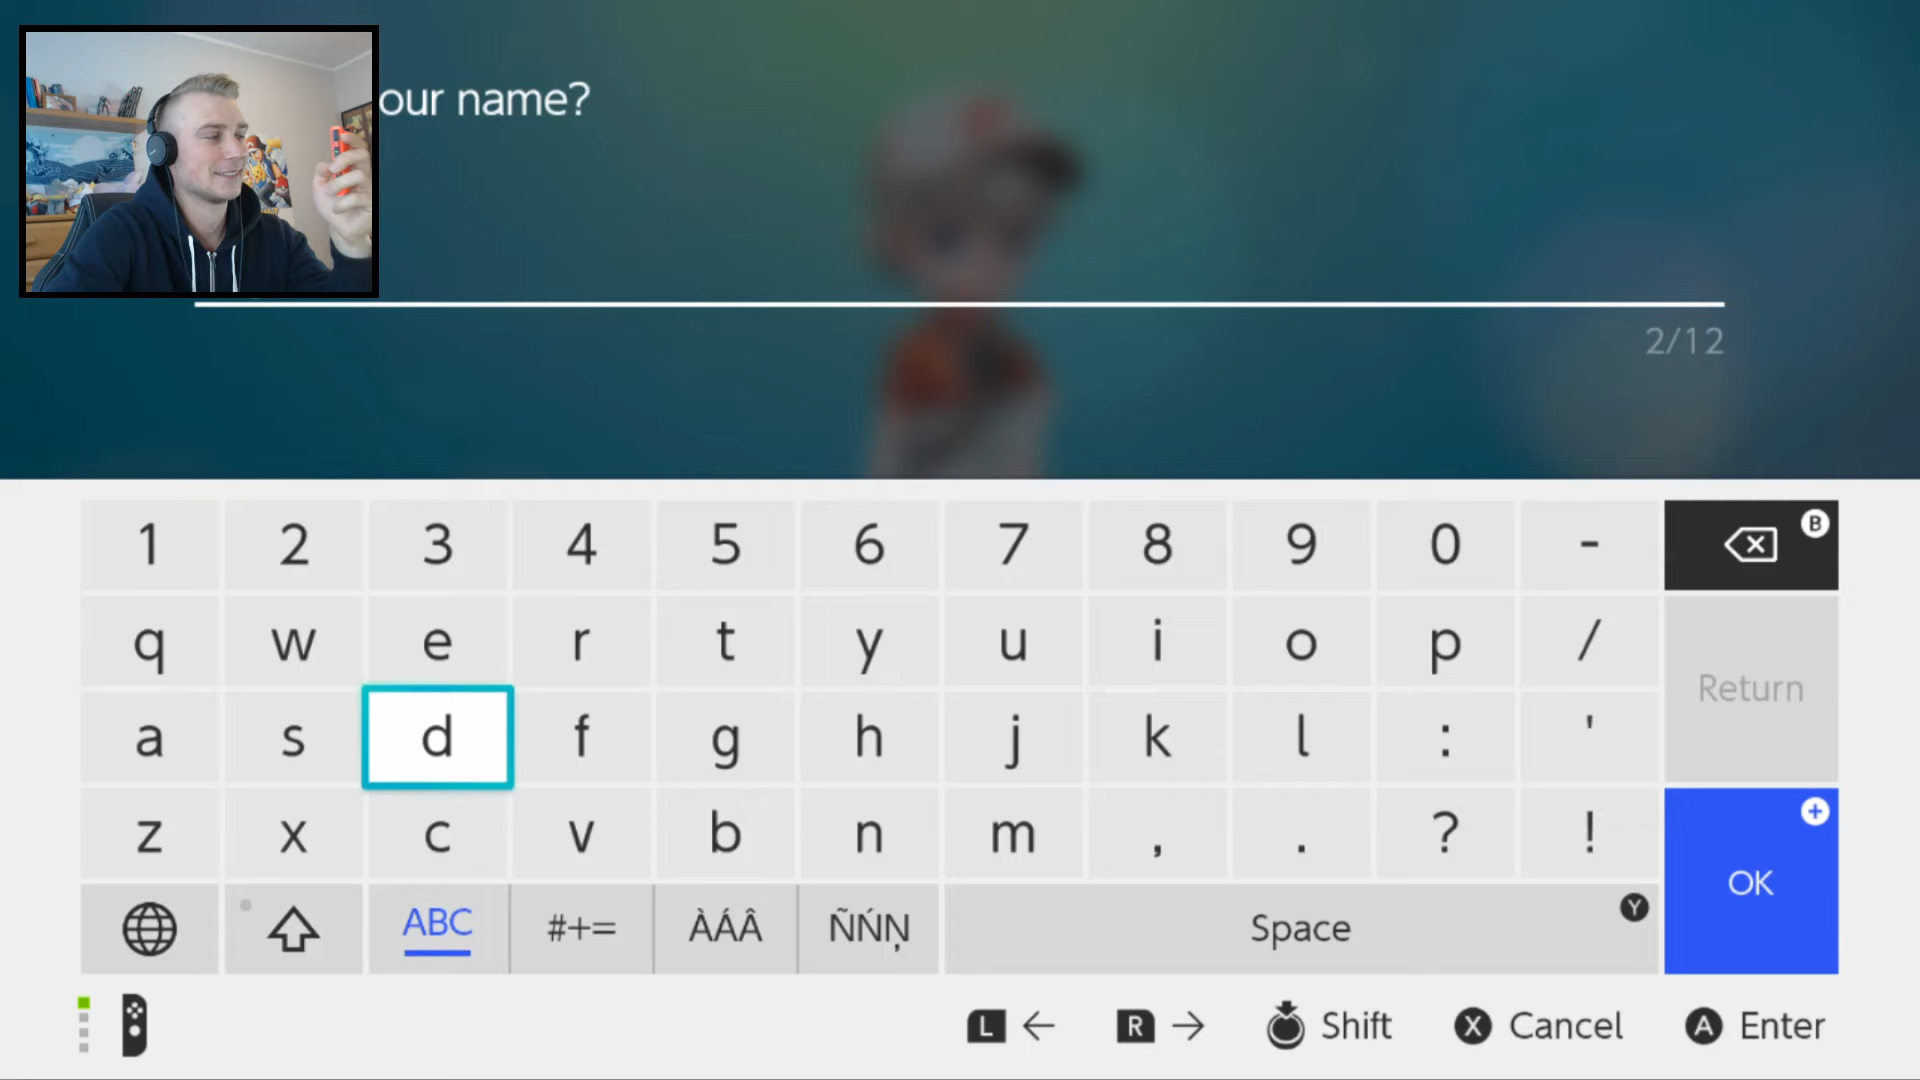 our name?
2/12
1 2 3 4 5 6 7 8 9 0 - B
q w e r t y u i o p / Return
a s d f g h j k l : '
z x c v b n m , . ? ! + OK
ABC #+= ÀÁÂ ÑŃŅ Space Y
L ← R → Shift X Cancel A Enter